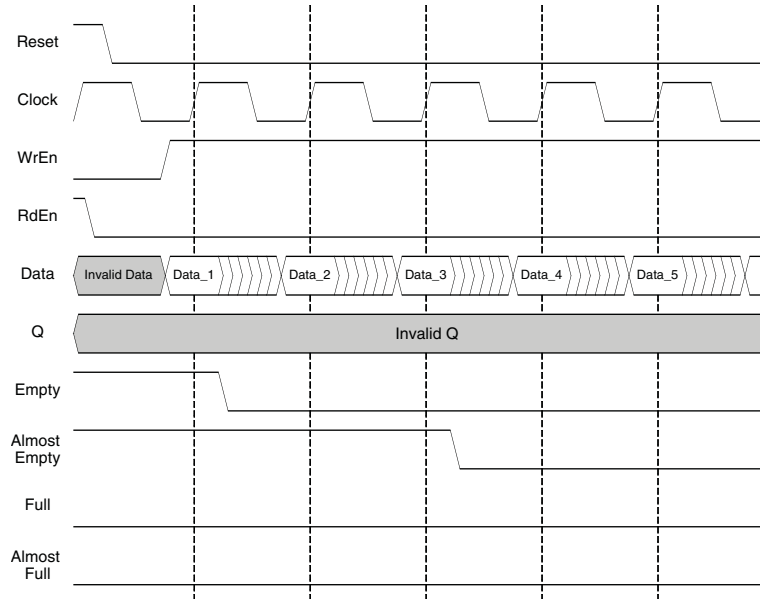 Reset
Clock
WrEn
RdEn
Data
Invalid Data
Data_1
Data_2
Data_3
Data_4
Data_5
Q
Invalid Q
Empty
Almost
Empty
Full
Almost
Full